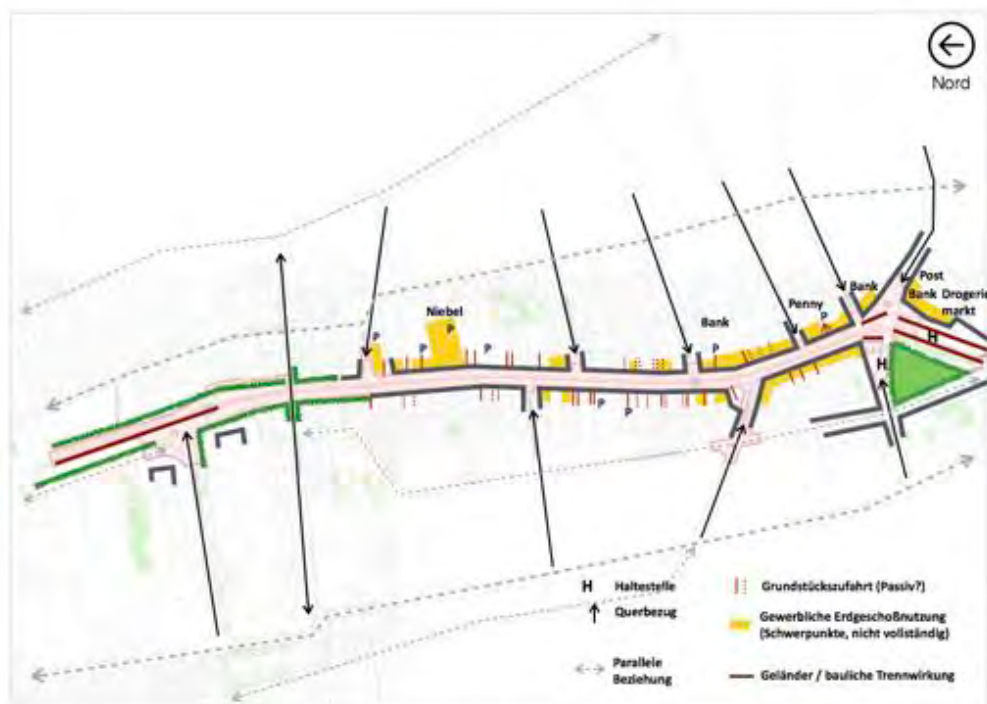 Nord
Niebel
P
P
P
P
P
P
P
P
P
Bank
Penny
Bank
Post
Bank Drogerie
markt
H
H
H Haltestelle
Querbezug
Parallele
Beziehung
Grundstückszufahrt (Passiv?)
Gewerbliche Erdgeschoßnutzung
(Schwerpunkte, nicht vollständig)
Geländer / bauliche Trennwirkung